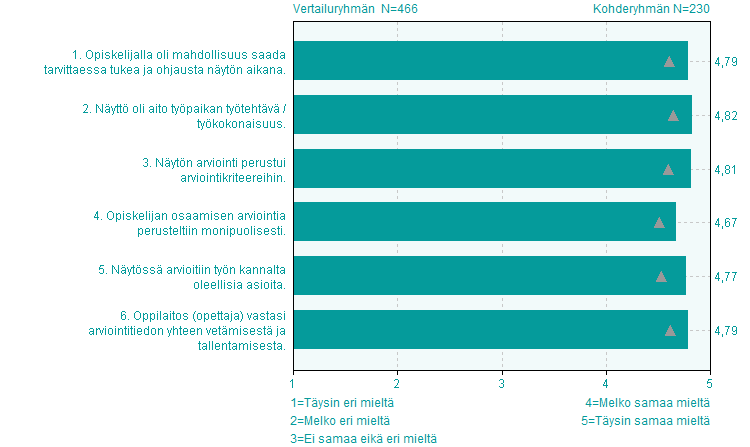 Vertailuryhmän N=466 Kohderyhmän N=230
1. Opiskelijalla oli mahdollisuus saada
tarvittaessa tukea ja ohjausta näytön aikana.
4,79
2. Näyttö oli aito työpaikan työtehtävä /
työkokonaisuus.
4,82
3. Näytön arviointi perustui
arviointikriteereihin.
4,81
4. Opiskelijan osaamisen arviointia
perusteltiin monipuolisesti.
4,67
5. Näytössä arvioitiin työn kannalta
oleellisia asioita.
4,77
6. Oppilaitos (opettaja) vastasi
arviointitiedon yhteen vetämisestä ja
tallentamisesta.
4,79
1 2 3 4 5
1=Täysin eri mieltä 4=Melko samaa mieltä
2=Melko eri mieltä 5=Täysin samaa mieltä
3=Ei samaa eikä eri mieltä